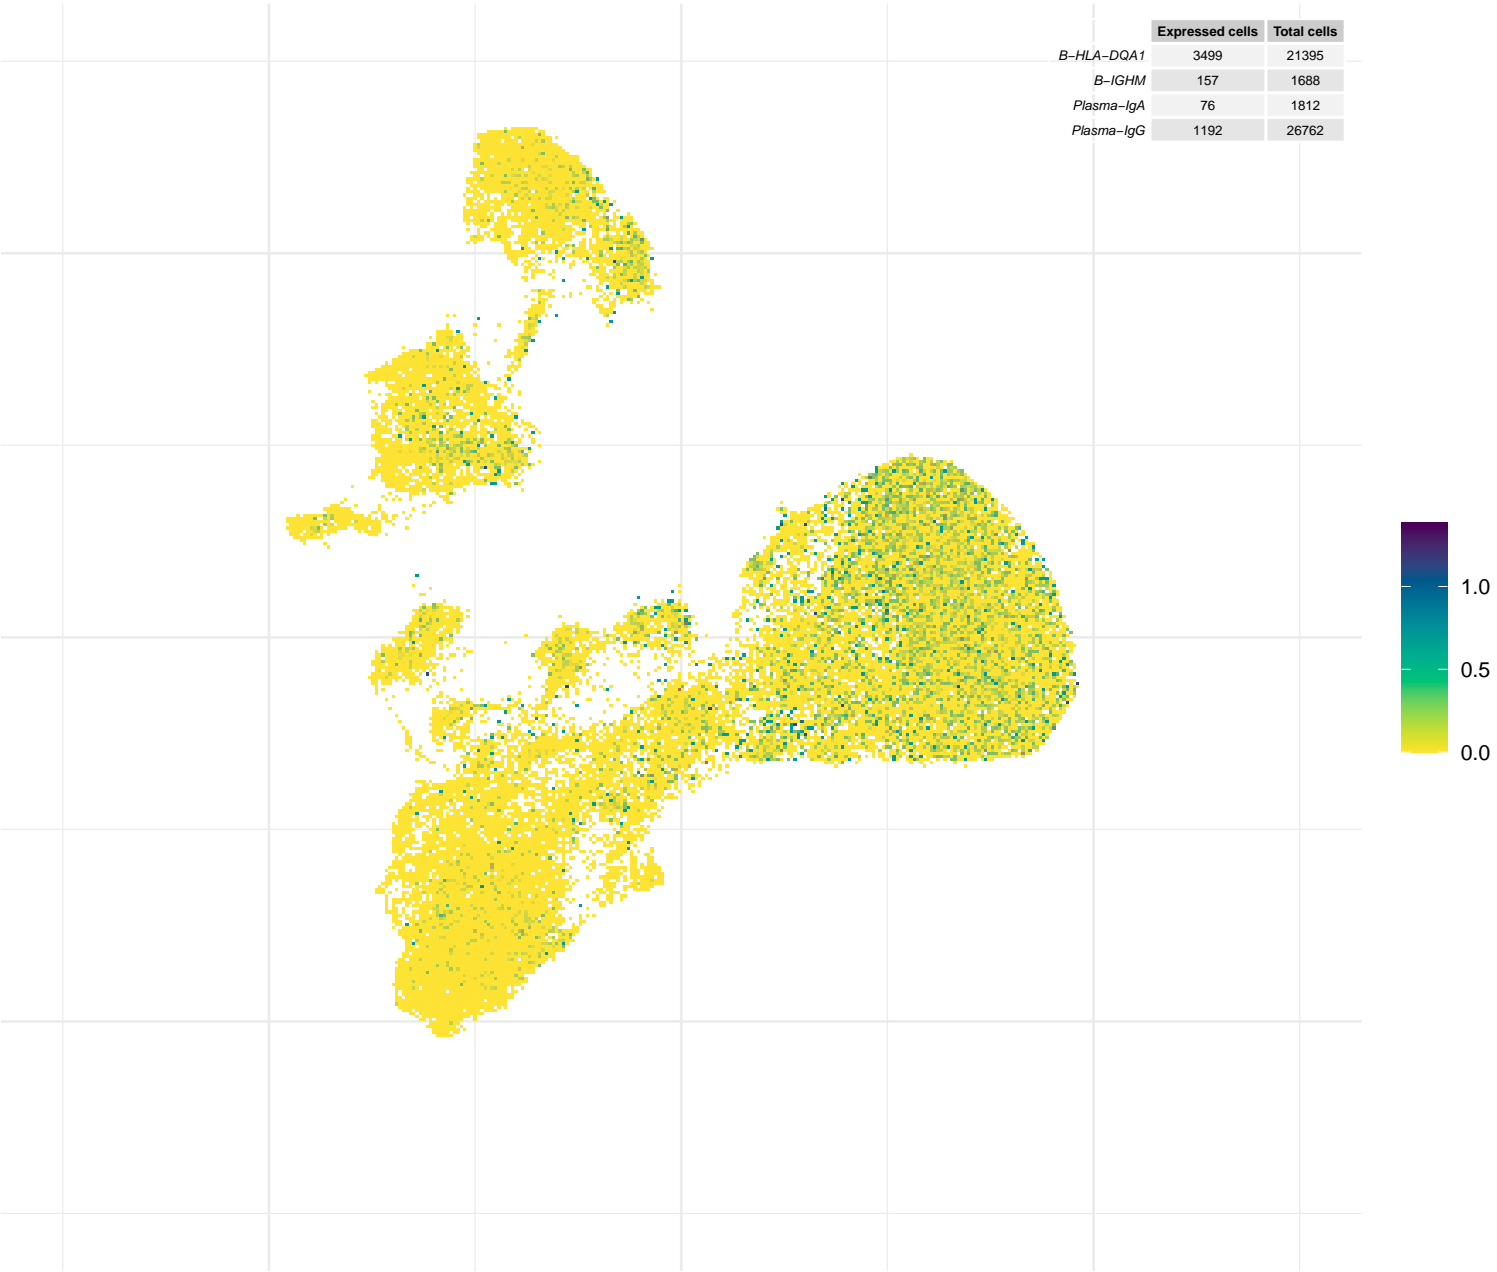 Expressed cells Total cells
B–HLA–DQA1 3499 21395
B–IGHM 157 1688
Plasma–IgA 76 1812
Plasma–IgG 1192 26762
1.0
0.5
0.0